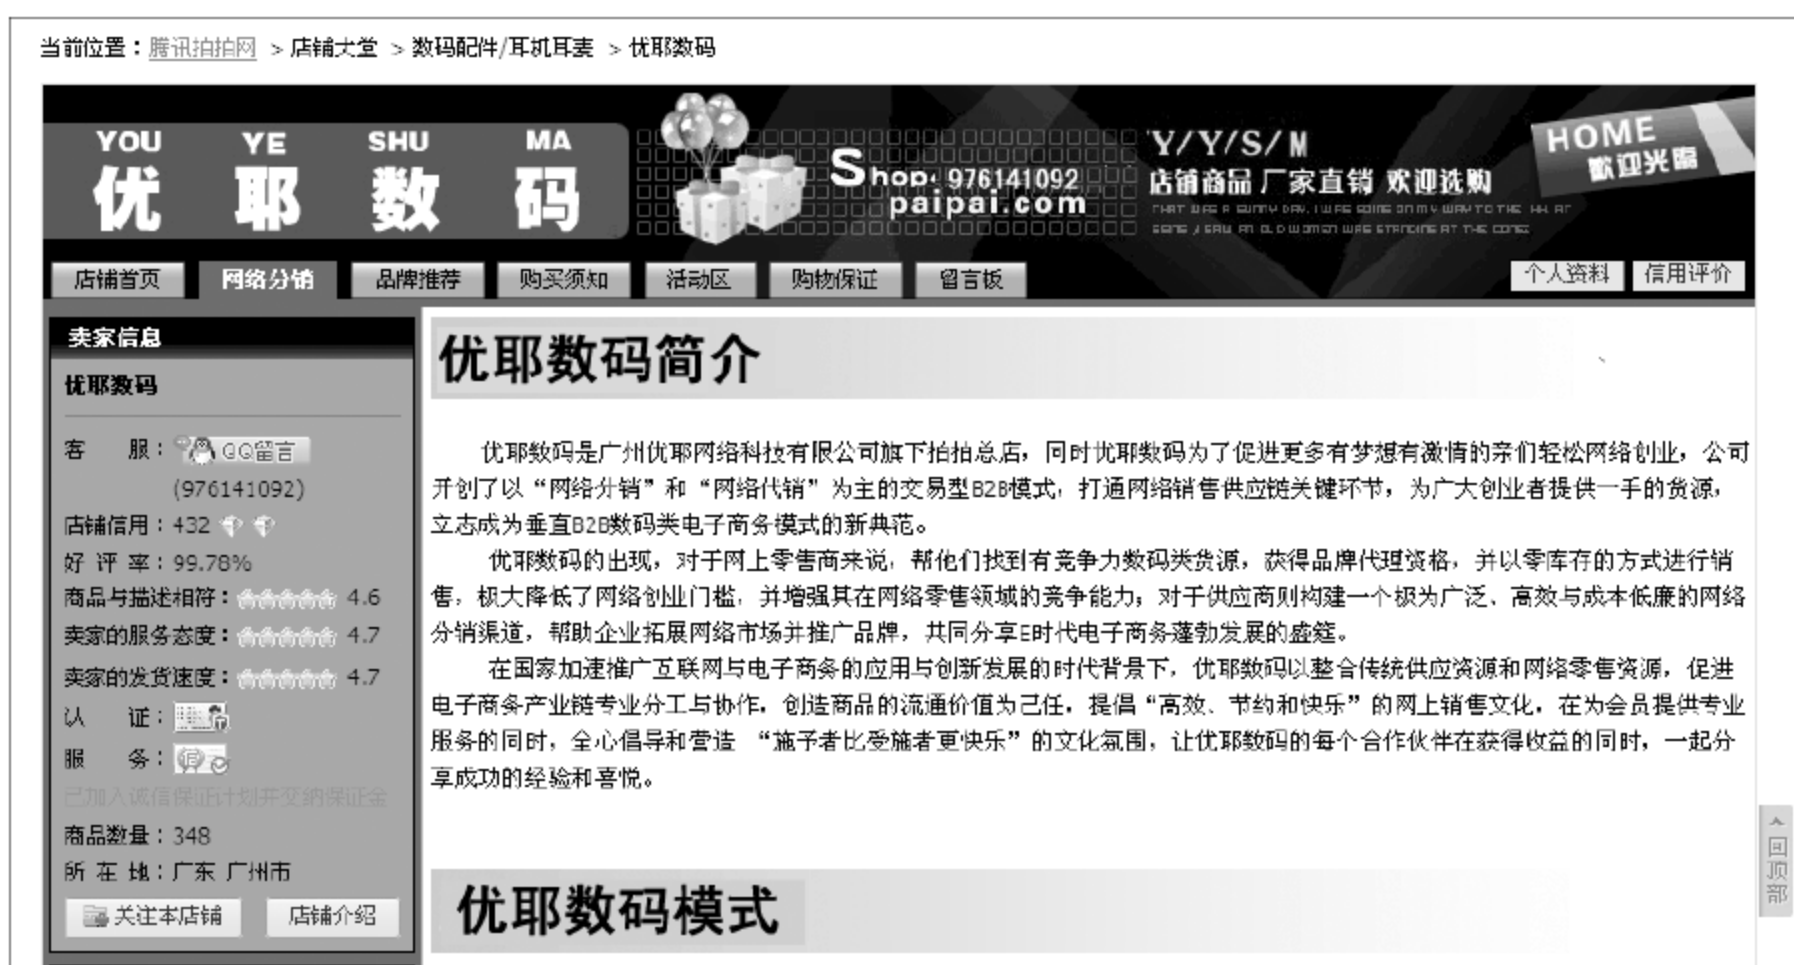 当前位置：腾讯拍拍网 > 店铺大堂 > 数码配件/耳机耳麦 > 优耶数码
YOU YE SHU MA
优 耶 数 码
Shop: 976141092
paipai.com
Y/Y/S/M
店铺商品 厂家直销 欢迎选购
HOME
歡迎光臨
店铺首页 网络分销 品牌推荐 购买须知 活动区 购物保证 留言板 个人资料 信用评价
卖家信息
优耶数码
客 服：QQ留言
(976141092)
店铺信用：432
好 评 率：99.78%
商品与描述相符： 4.6
卖家的服务态度： 4.7
卖家的发货速度： 4.7
认 证：
服 务：
已加入诚信保证计划并交纳保证金
商品数量：348
所 在 地：广东 广州市
关注本店铺 店铺介绍
优耶数码简介
优耶数码是广州优耶网络科技有限公司旗下拍拍总店，同时优耶数码为了促进更多有梦想有激情的亲们轻松网络创业，公司
开创了以“网络分销”和“网络代销”为主的交易型B2B模式，打通网络销售供应链关键环节，为广大创业者提供一手的货源，
立志成为垂直B2B数码类电子商务模式的新典范。
优耶数码的出现，对于网上零售商来说，帮他们找到有竞争力数码类货源，获得品牌代理资格，并以零库存的方式进行销
售，极大降低了网络创业门槛，并增强其在网络零售领域的竞争能力；对于供应商则构建一个极为广泛、高效与成本低廉的网络
分销渠道，帮助企业拓展网络市场并推广品牌，共同分享E时代电子商务蓬勃发展的盛筵。
在国家加速推广互联网与电子商务的应用与创新发展的时代背景下，优耶数码以整合传统供应资源和网络零售资源，促进
电子商务产业链专业分工与协作，创造商品的流通价值为己任，提倡“高效、节约和快乐”的网上销售文化，在为会员提供专业
服务的同时，全心倡导和营造 “施予者比受施者更快乐”的文化氛围，让优耶数码的每个合作伙伴在获得收益的同时，一起分
享成功的经验和喜悦。
优耶数码模式
回顶部